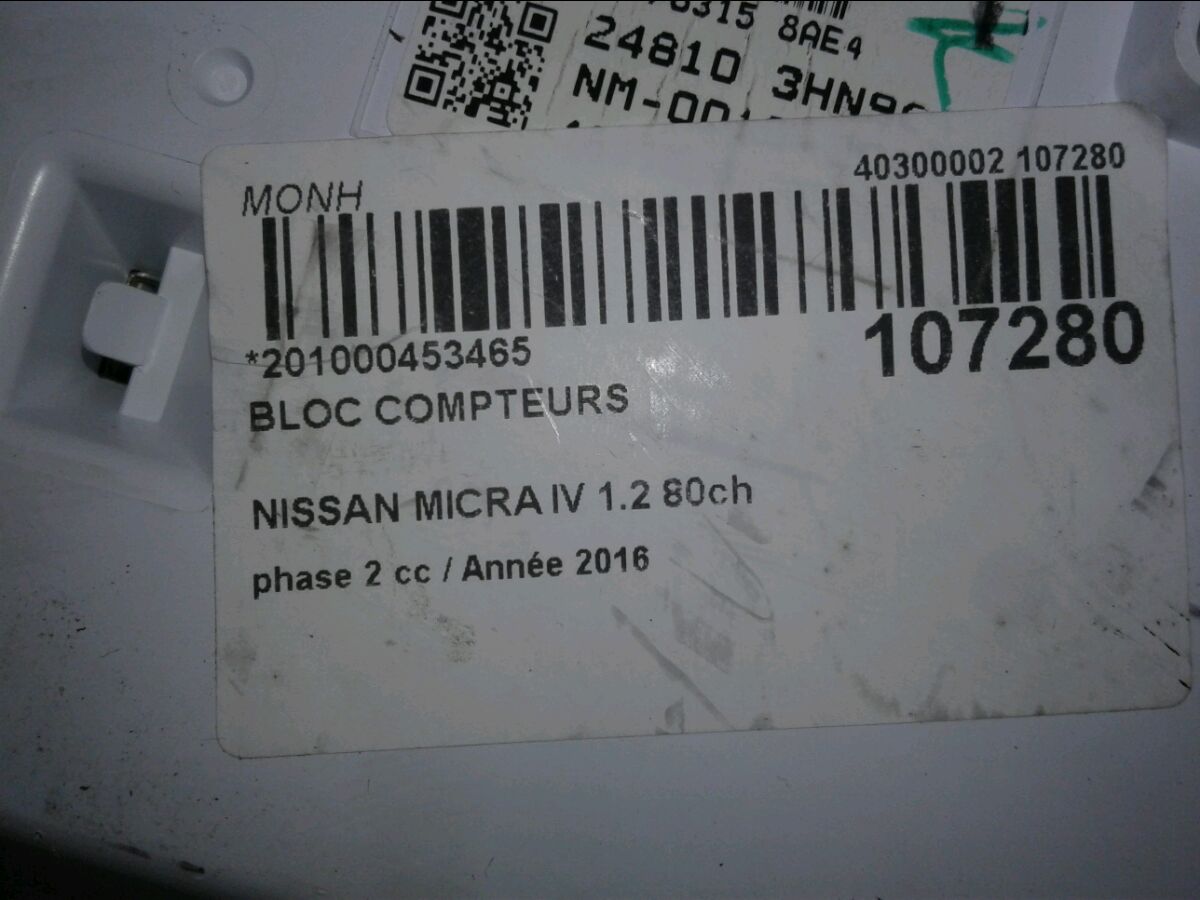 8AE4
24810
MONH
40300002 107280
*201000453465
107280
BLOC COMPTEURS
NISSAN MICRA IV 1.2 80ch
phase 2 cc / Année 2016